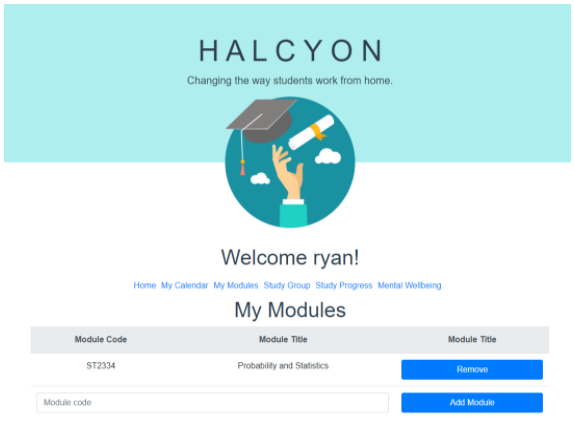 HALCYON
Changing the way students work from home.
Welcome ryan!
Home My Calendar My Modules Study Group Study Progress Mental Wellbeing
My Modules
Module Code Module Title Module Title
ST2334 Probability and Statistics Remove
Module code Add Module